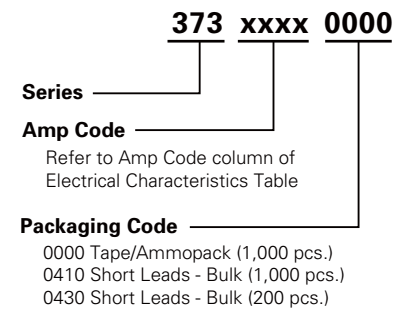 373 xxxx 0000
Series
Amp Code
Refer to Amp Code column of
Electrical Characteristics Table
Packaging Code
0000 Tape/Ammopack (1,000 pcs.)
0410 Short Leads - Bulk (1,000 pcs.)
0430 Short Leads - Bulk (200 pcs.)